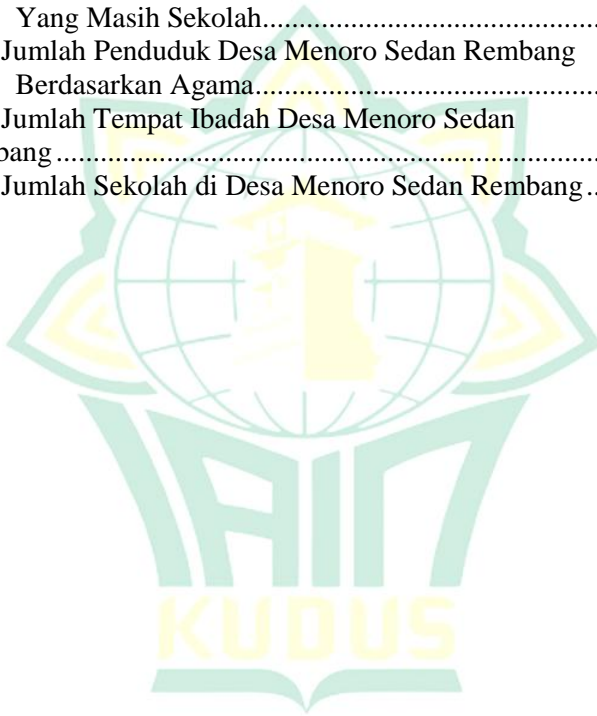 Yang Masih Sekolah..................................................
Jumlah Penduduk Desa Menoro Sedan Rembang
Berdasarkan Agama..................................................
Jumlah Tempat Ibadah Desa Menoro Sedan
bang..................................................................................
Jumlah Sekolah di Desa Menoro Sedan Rembang..
IAIN
KUDUS